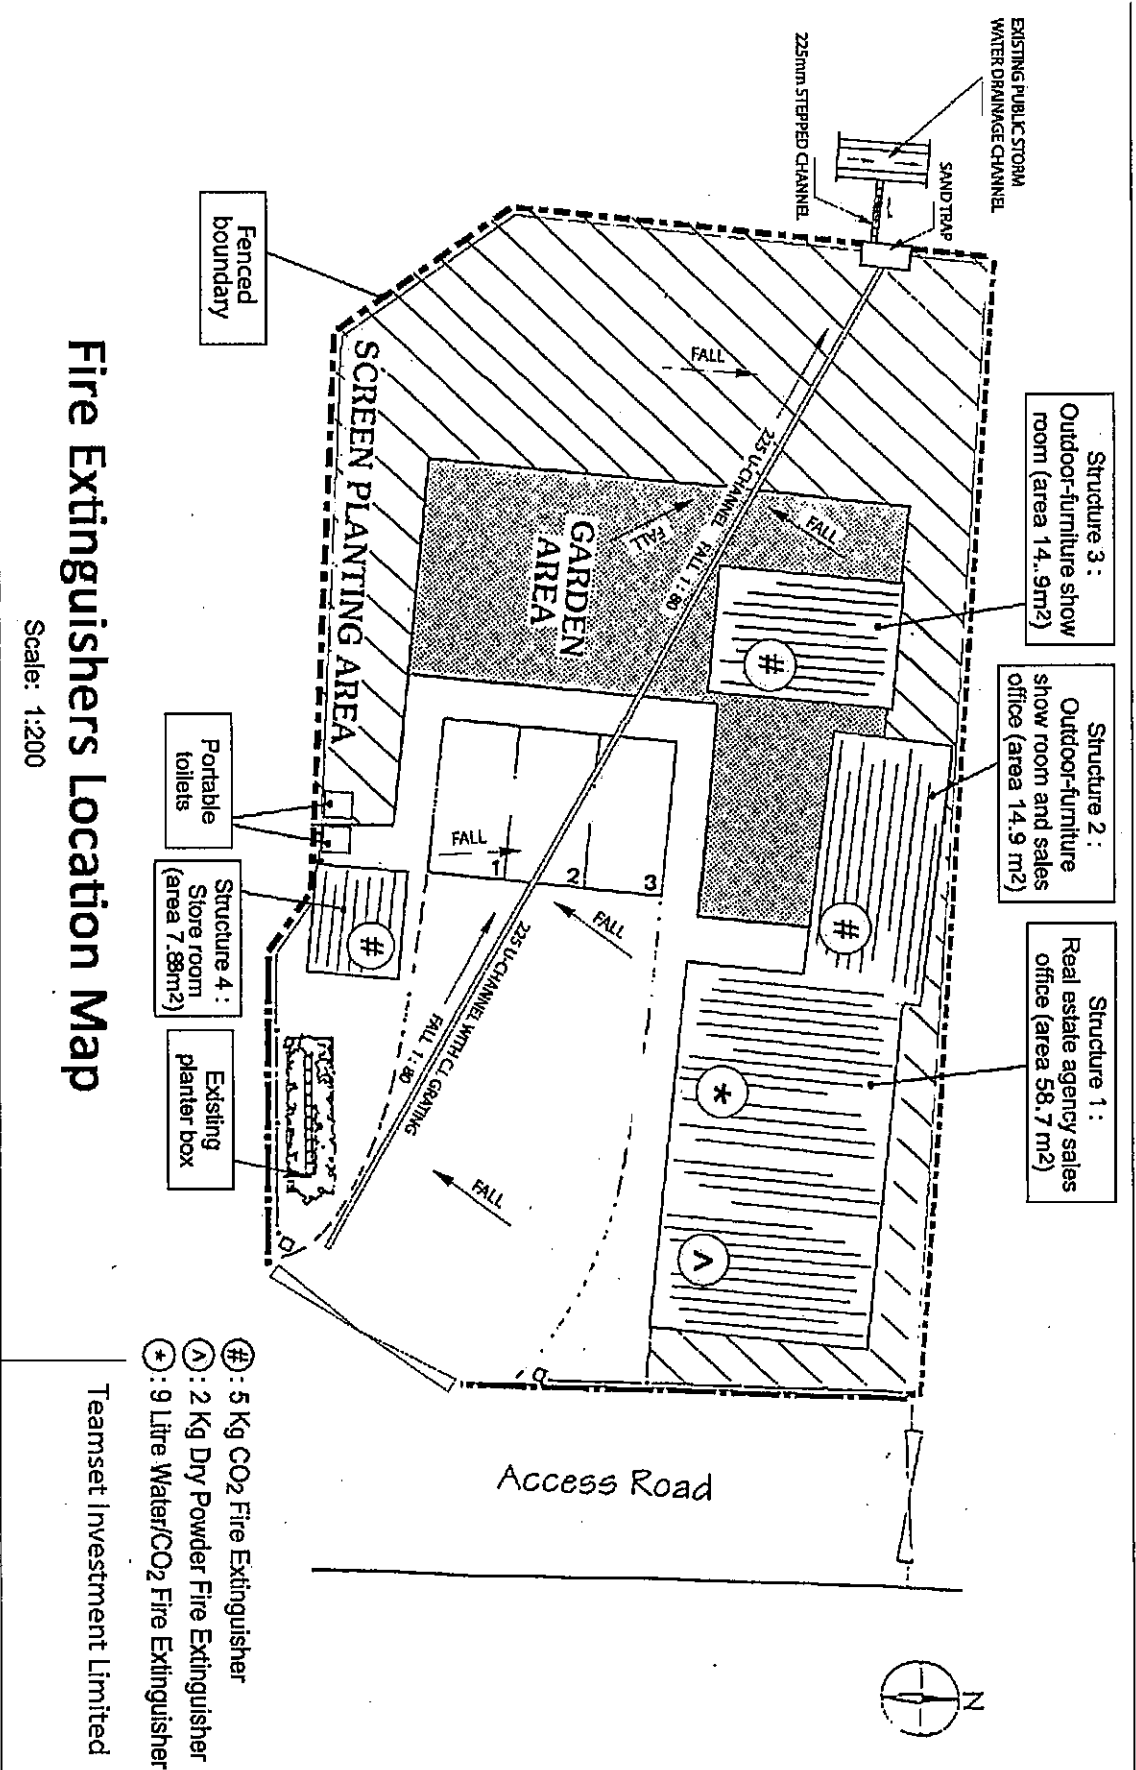 EXISTING PUBLIC STORM
WATER DRAINAGE CHANNEL
SAND TRAP
225mm STEPPED CHANNEL
Structure 3 :
Outdoor-furniture show
room (area 14..9m2)
Structure 2 :
Outdoor-furniture
show room and sales
office (area 14.9 m2)
Structure 1 :
Real estate agency sales
office (area 58.7 m2)
N
FALL
225 U-CHANNEL FALL 1: 80
FALL
FALL
GARDEN
AREA
#
#
*
^
SCREEN PLANTING AREA
FALL
1
2
3
FALL
225 U-CHANNEL WITH C.I. GRATING
FALL 1: 80
FALL
#
Access Road
Fenced
boundary
Portable
toilets
Structure 4 :
Store room
(area 7.88m2)
Existing
planter box
# : 5 Kg CO2 Fire Extinguisher
^ : 2 Kg Dry Powder Fire Extinguisher
* : 9 Litre Water/CO2 Fire Extinguisher
Fire Extinguishers Location Map
Scale: 1:200
Teamset Investment Limited